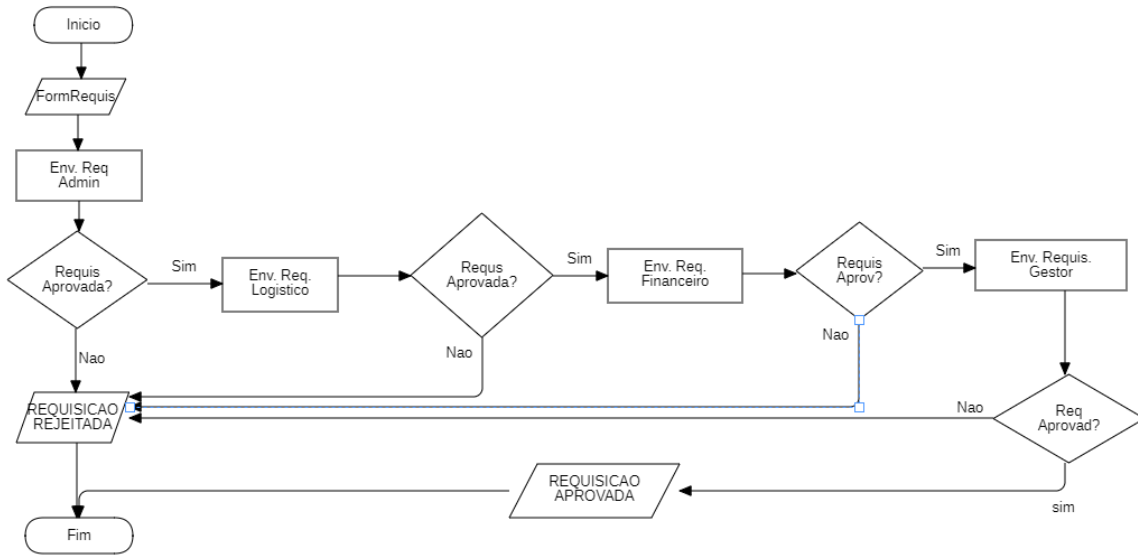 Inicio
FormRequis
Env. Req
Admin
Requis
Aprovada?
Sim
Env. Req.
Logistico
Requs
Aprovada?
Sim
Env. Req.
Financeiro
Requis
Aprov?
Sim
Env. Requis.
Gestor
Nao
Nao
Nao
REQUISICAO
REJEITADA
Nao
Req
Aprovad?
REQUISICAO
APROVADA
sim
Fim